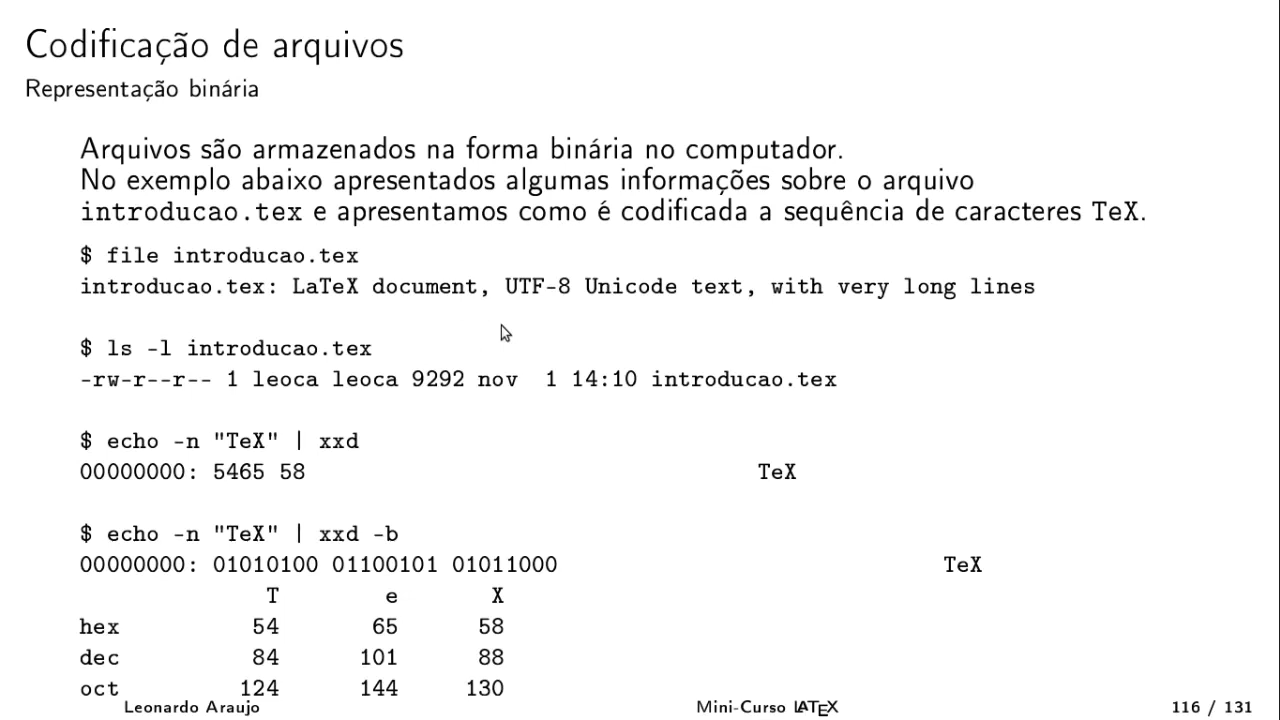 Codificação de arquivos
Representação binária
Arquivos são armazenados na forma binária no computador.
No exemplo abaixo apresentados algumas informações sobre o arquivo
introducao.tex e apresentamos como é codificada a sequência de caracteres TeX.
$ file introducao.tex
introducao.tex: LaTeX document, UTF-8 Unicode text, with very long lines
$ ls -l introducao.tex
-rw-r--r-- 1 leoca leoca 9292 nov  1 14:10 introducao.tex
$ echo -n "TeX" | xxd
00000000: 5465 58                                  TeX
$ echo -n "TeX" | xxd -b
00000000: 01010100 01100101 01011000                             TeX
T e X
hex 54 65 58
dec 84 101 88
oct 124 144 130
Leonardo Araujo Mini-Curso LATEX 116 / 131